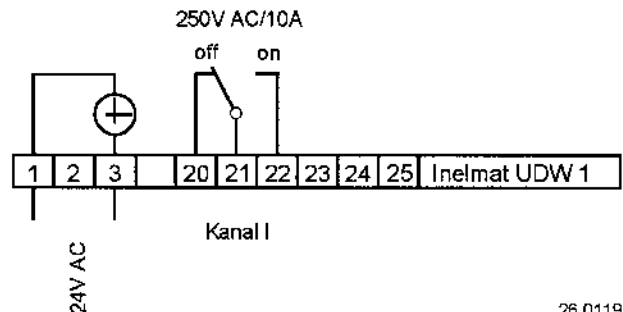 250V AC/10A
off on
1 2 3 20 21 22 23 24 25 Inelmat UDW 1
Kanal I
24V AC
26.0119